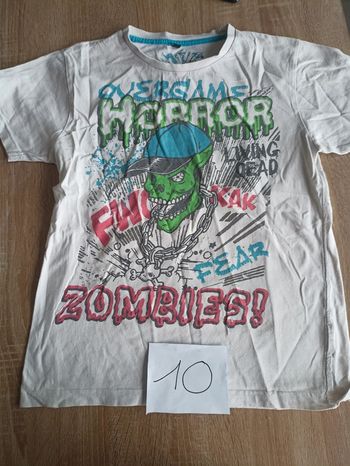 OVERGAME
HORROR
LIVING
DEAD
FEAR
ZOMBIES!
10